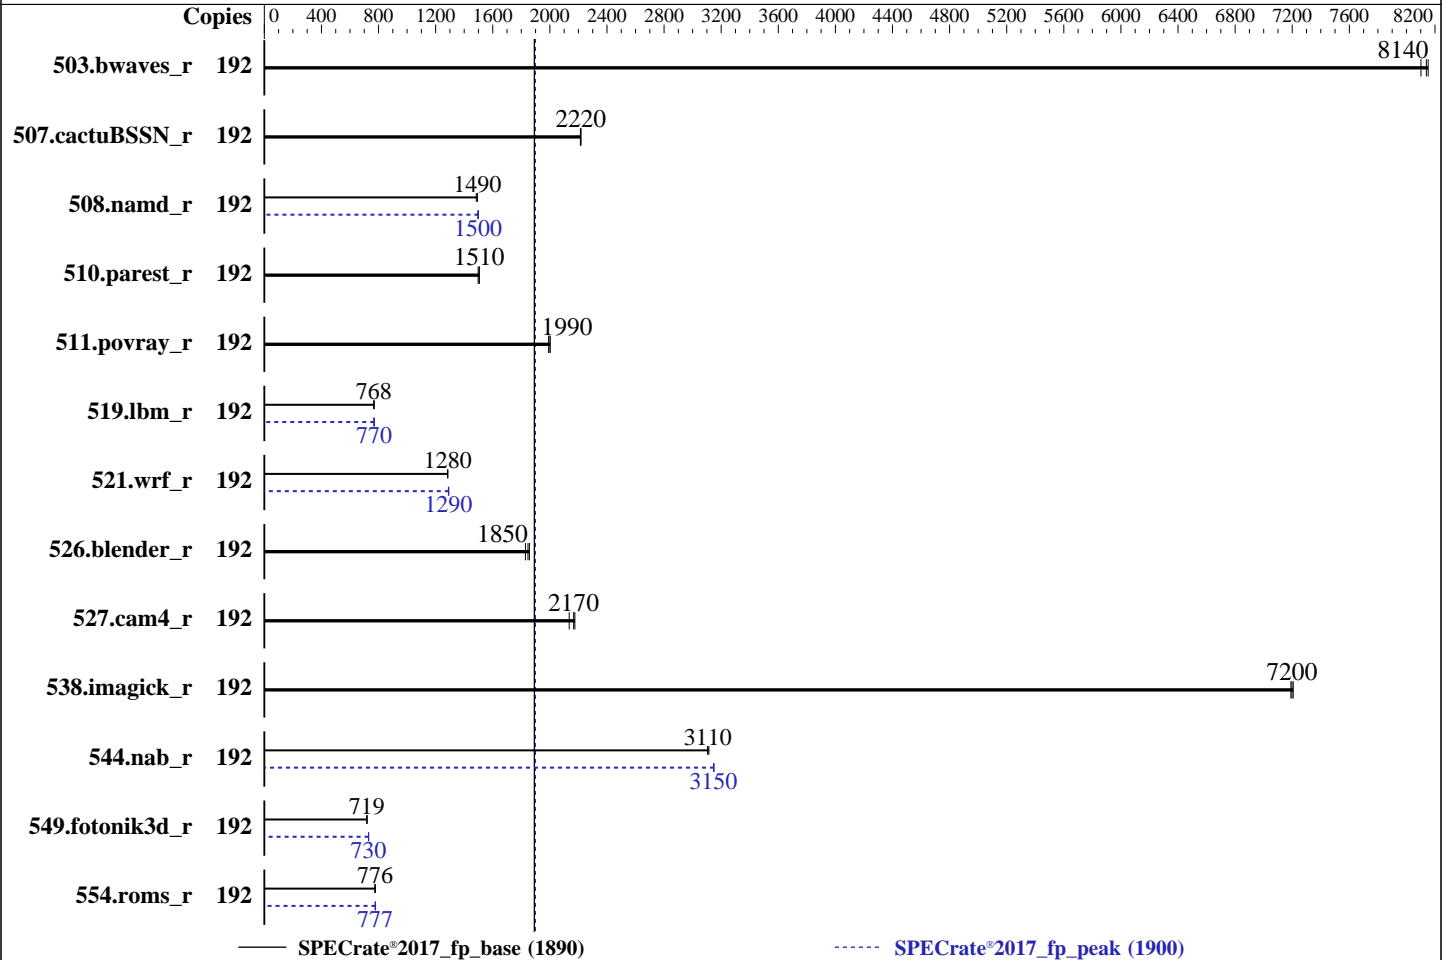 Copies 0 400 800 1200 1600 2000 2400 2800 3200 3600 4000 4400 4800 5200 5600 6000 6400 6800 7200 7600 8200
503.bwaves_r 192 8140
507.cactuBSSN_r 192 2220
508.namd_r 192 1490
1500
510.parest_r 192 1510
511.povray_r 192 1990
519.lbm_r 192 768
770
521.wrf_r 192 1280
1290
526.blender_r 192 1850
527.cam4_r 192 2170
538.imagick_r 192 7200
544.nab_r 192 3110
3150
549.fotonik3d_r 192 719
730
554.roms_r 192 776
777
SPECrate®2017_fp_base (1890) SPECrate®2017_fp_peak (1900)